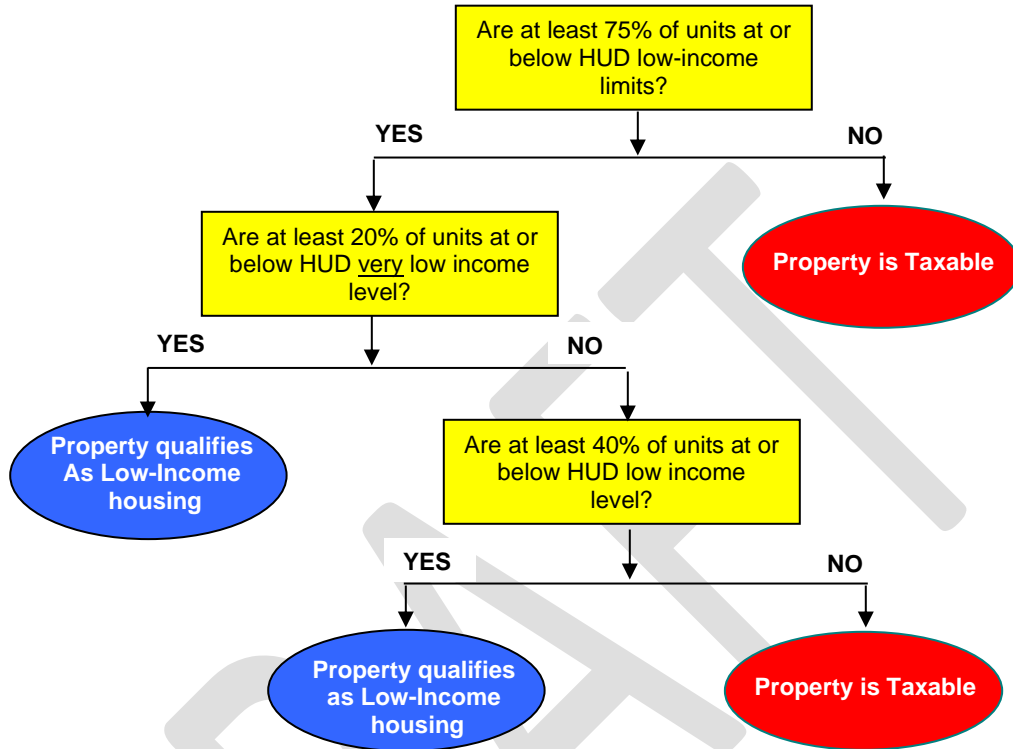 Are at least 75% of units at or
below HUD low-income
limits?
YES
NO
Are at least 20% of units at or
below HUD very low income
level?
Property is Taxable
YES
NO
Property qualifies
As Low-Income
housing
Are at least 40% of units at or
below HUD low income
level?
YES
NO
Property qualifies
as Low-Income
housing
Property is Taxable
DRAFT